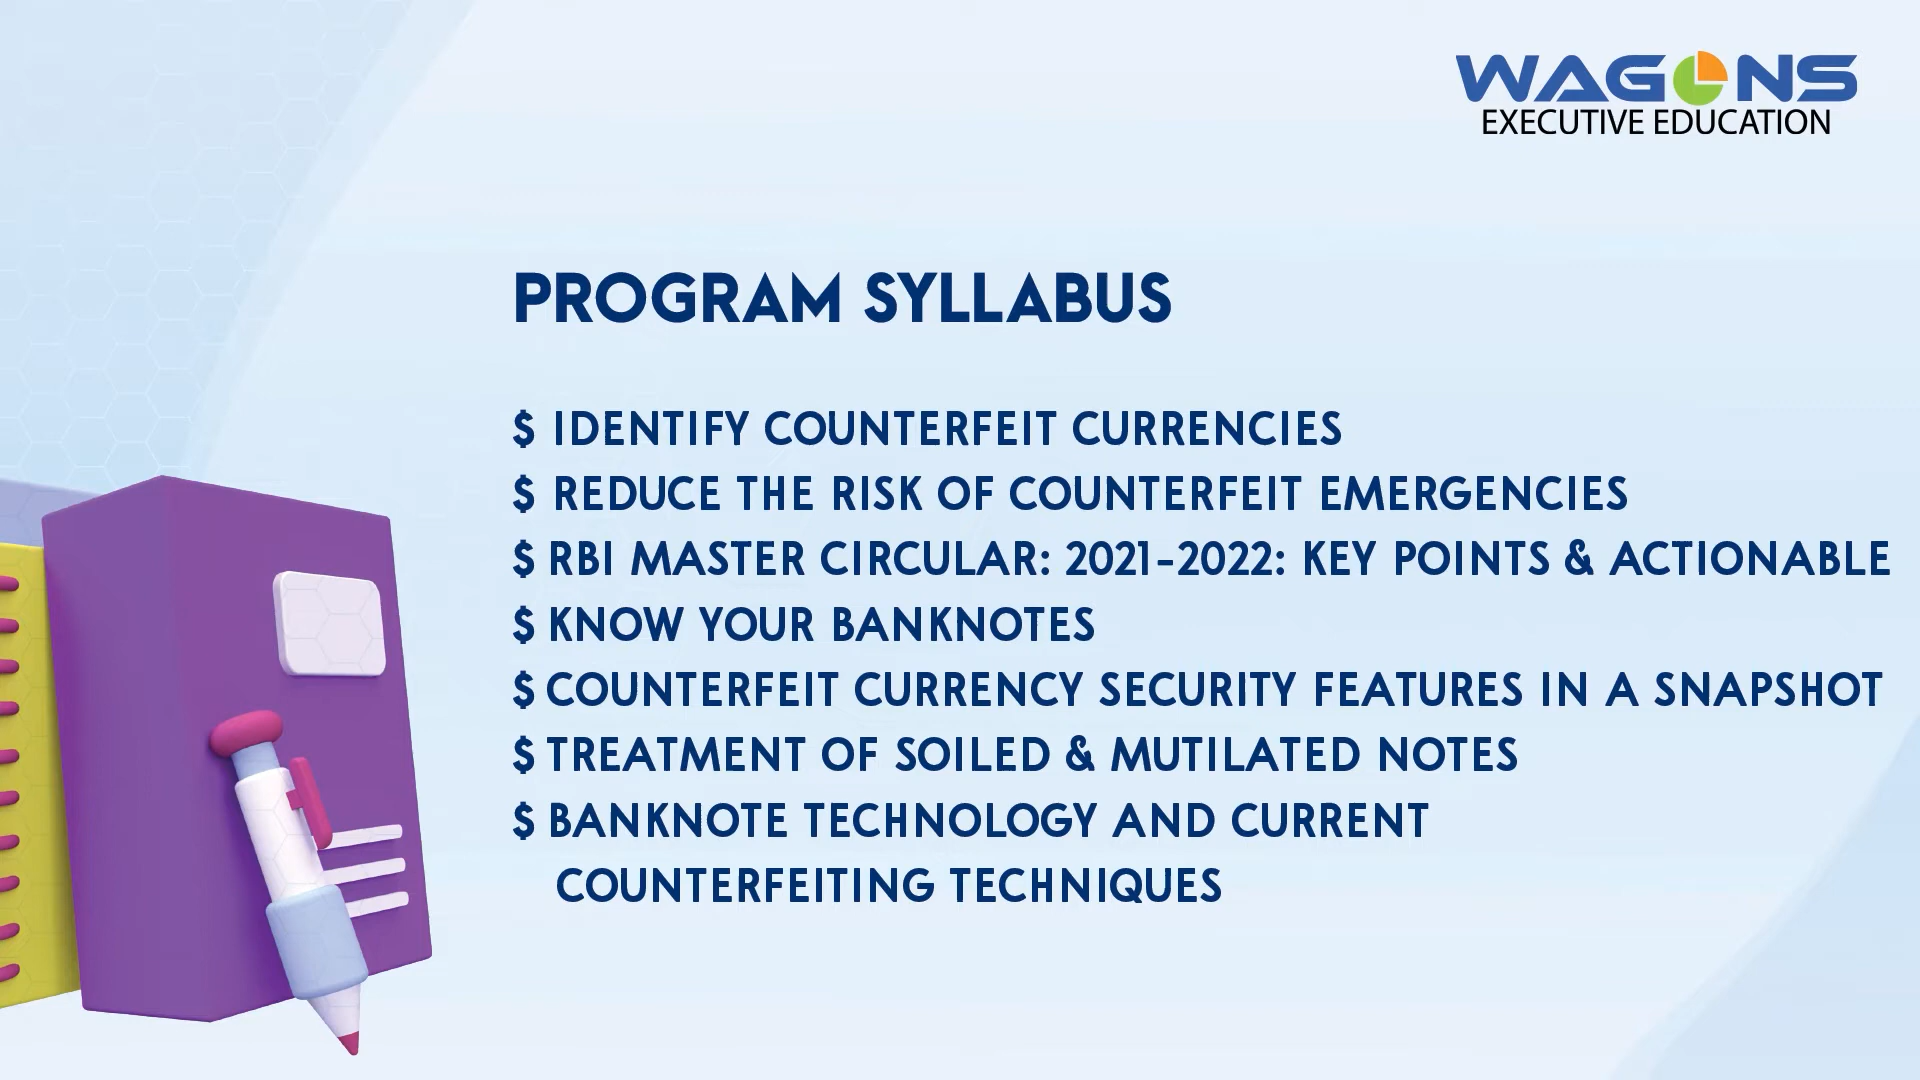 WAGONS
EXECUTIVE EDUCATION
PROGRAM SYLLABUS
$ IDENTIFY COUNTERFEIT CURRENCIES
$ REDUCE THE RISK OF COUNTERFEIT EMERGENCIES
$ RBI MASTER CIRCULAR: 2021-2022: KEY POINTS & ACTIONABLE
$ KNOW YOUR BANKNOTES
$ COUNTERFEIT CURRENCY SECURITY FEATURES IN A SNAPSHOT
$ TREATMENT OF SOILED & MUTILATED NOTES
$ BANKNOTE TECHNOLOGY AND CURRENT
COUNTERFEITING TECHNIQUES